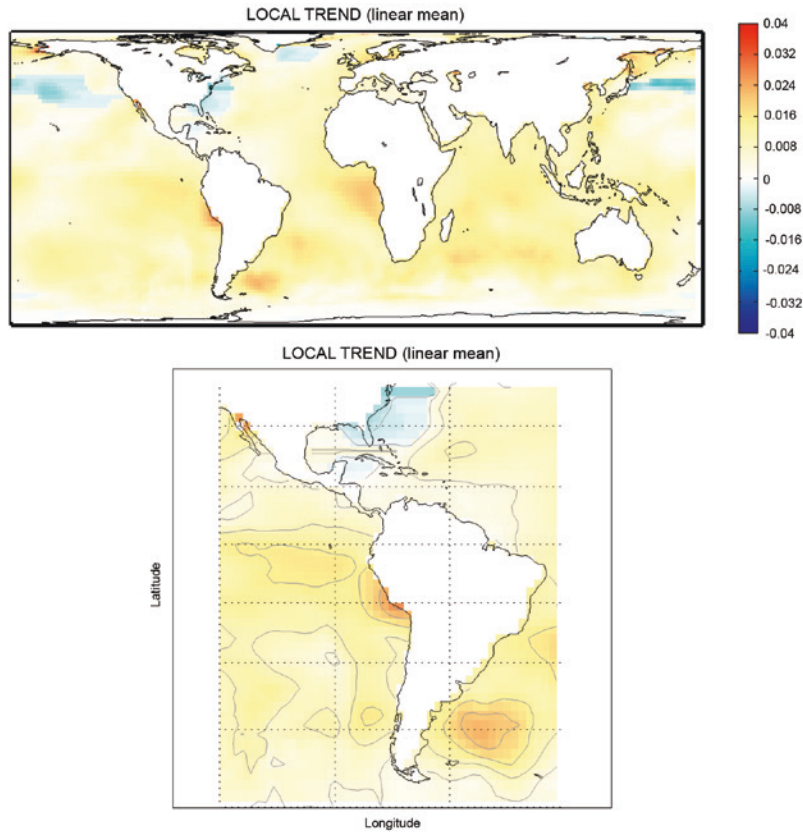 LOCAL TREND (linear mean)
0.04
0.032
0.024
0.016
0.008
0
-0.008
-0.016
-0.024
-0.032
-0.04
LOCAL TREND (linear mean)
Latitude
Longitude